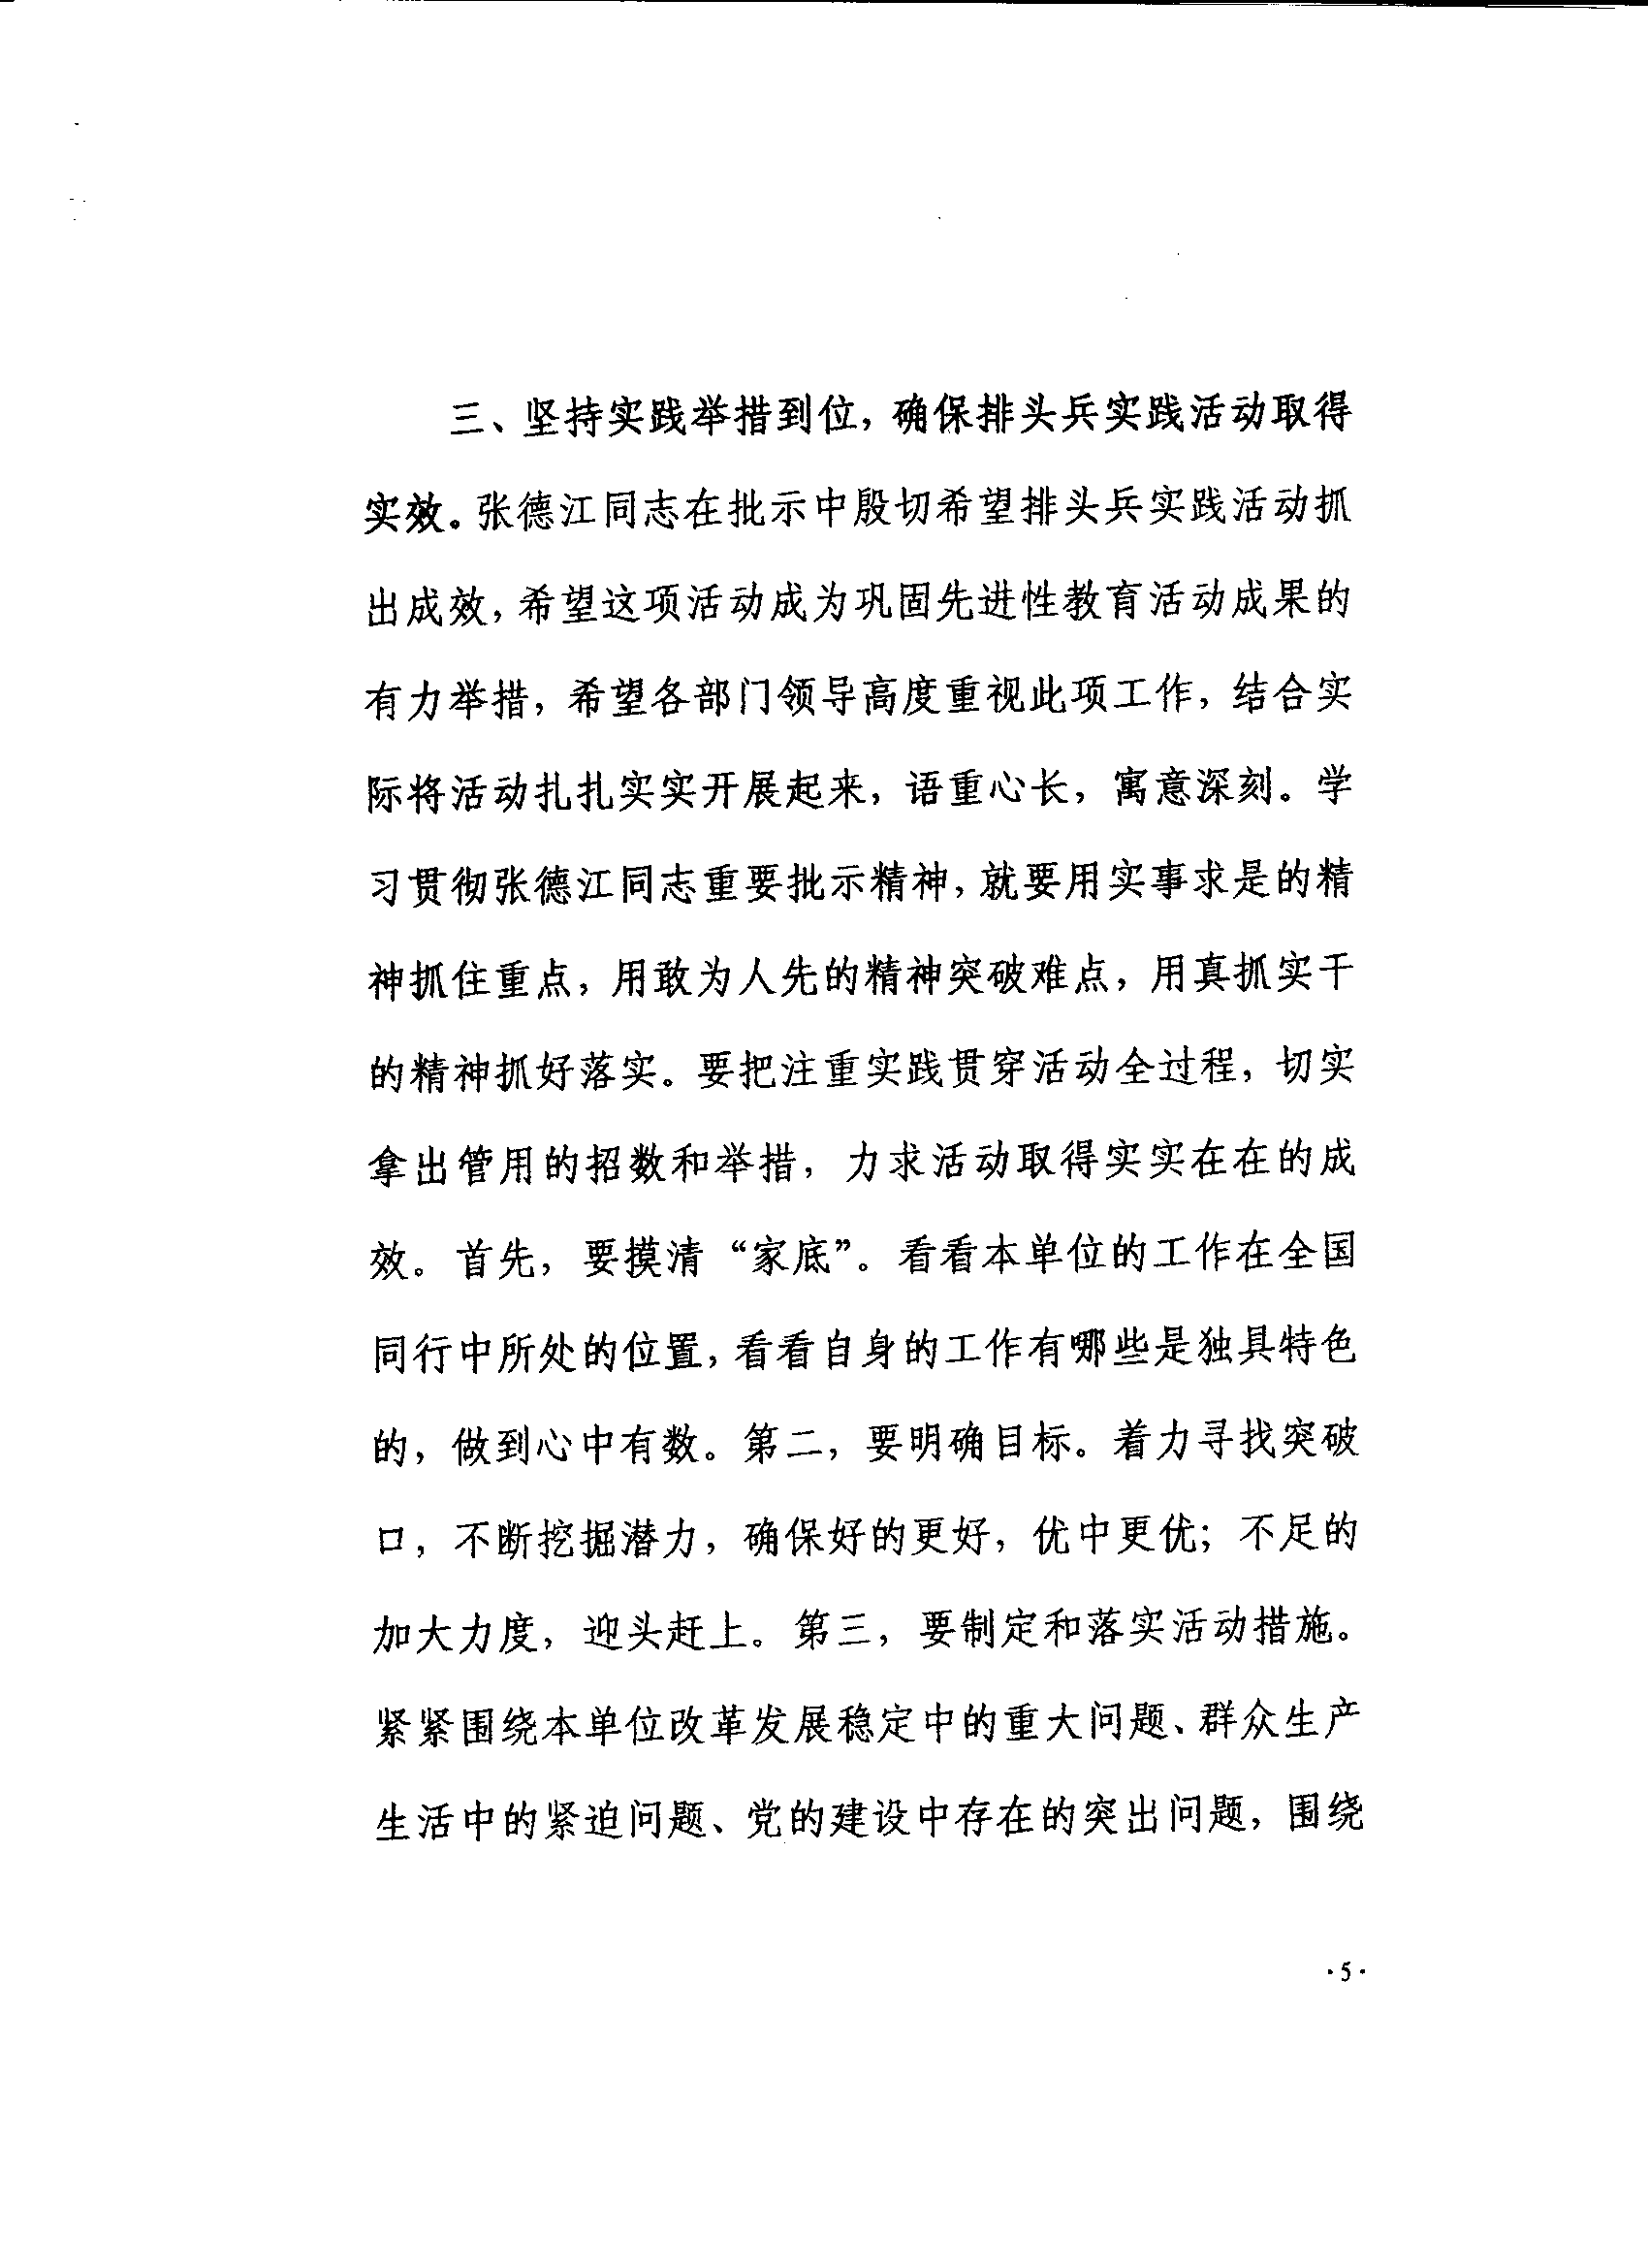 三、坚持实践举措到位，确保排头兵实践活动取得
实效。张德江同志在批示中殷切希望排头兵实践活动抓
出成效，希望这项活动成为巩固先进性教育活动成果的
有力举措，希望各部门领导高度重视此项工作，结合实
际将活动扎扎实实开展起来，语重心长，寓意深刻。学
习贯彻张德江同志重要批示精神，就要用实事求是的精
神抓住重点，用敢为人先的精神突破难点，用真抓实干
的精神抓好落实。要把注重实践贯穿活动全过程，切实
拿出管用的招数和举措，力求活动取得实实在在的成
效。首先，要摸清“家底”。看看本单位的工作在全国
同行中所处的位置，看看自身的工作有哪些是独具特色
的，做到心中有数。第二，要明确目标。着力寻找突破
口，不断挖掘潜力，确保好的更好，优中更优；不足的
加大力度，迎头赶上。第三，要制定和落实活动措施。
紧紧围绕本单位改革发展稳定中的重大问题、群众生产
生活中的紧迫问题、党的建设中存在的突出问题，围绕
·5·